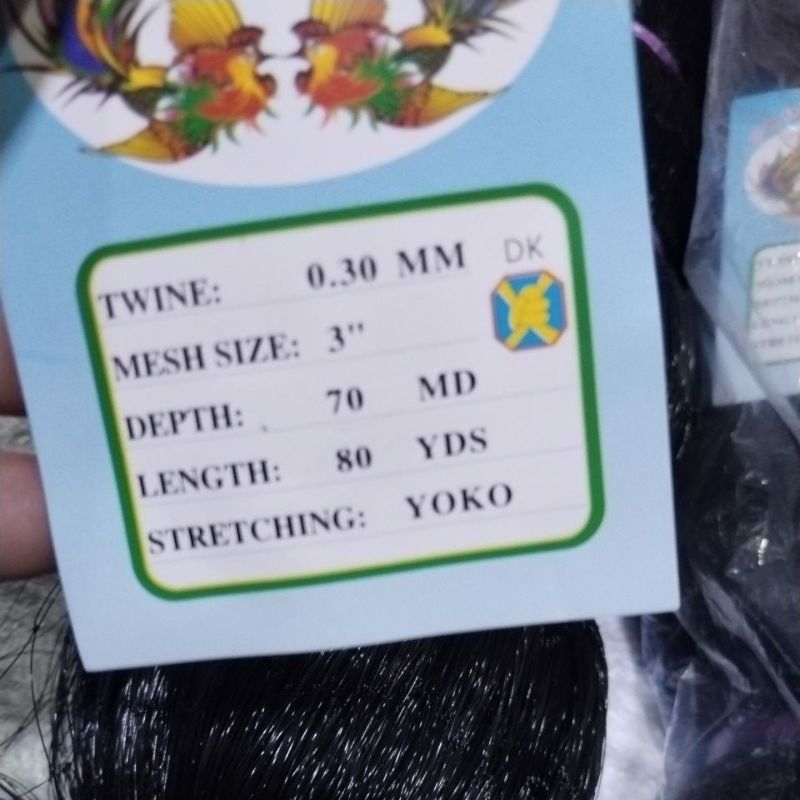 DK
TWINE: 0.30 MM
MESH SIZE: 3"
DEPTH: 70 MD
LENGTH: 80 YDS
STRETCHING: YOKO